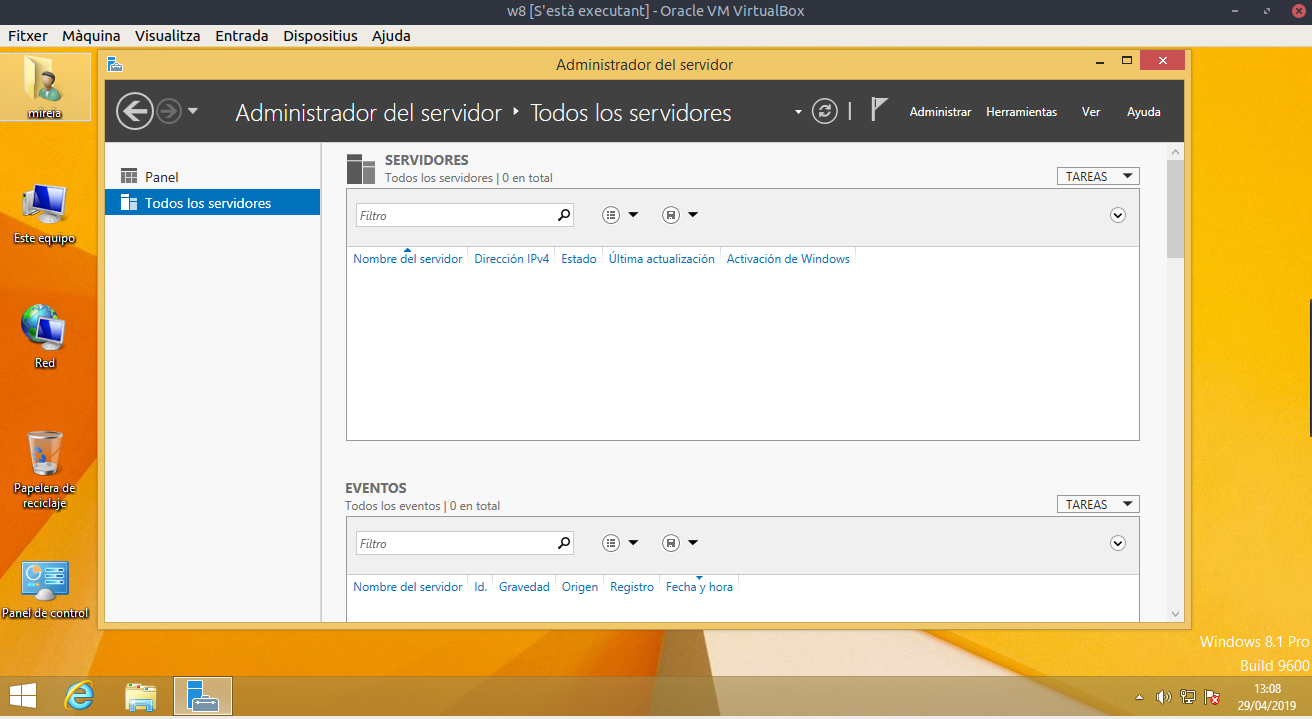 w8 [S'està executant] - Oracle VM VirtualBox
Fitxer Màquina Visualitza Entrada Dispositius Ajuda
Administrador del servidor
Administrador del servidor Todos los servidores
Administrar Herramientas Ver Ayuda
mireia
Este equipo
Red
Papelera de
reciclaje
Panel de control
Panel
Todos los servidores
SERVIDORES
Todos los servidores | 0 en total
TAREAS
Filtro
Nombre del servidor Dirección IPv4 Estado Última actualización Activación de Windows
EVENTOS
Todos los eventos | 0 en total
TAREAS
Filtro
Nombre del servidor Id. Gravedad Origen Registro Fecha y hora
Windows 8.1 Pro
Build 9600
13:08
29/04/2019